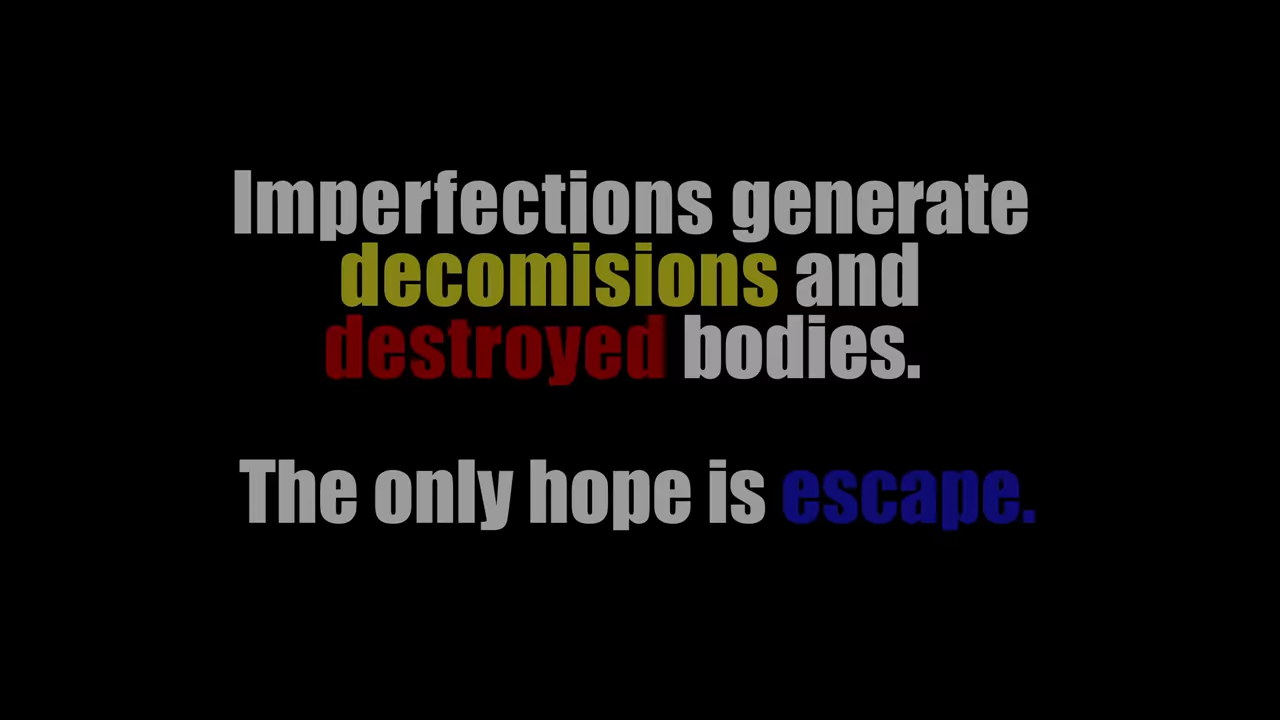 Imperfections generate
decomisions and
destroyed bodies.
The only hope is escape.